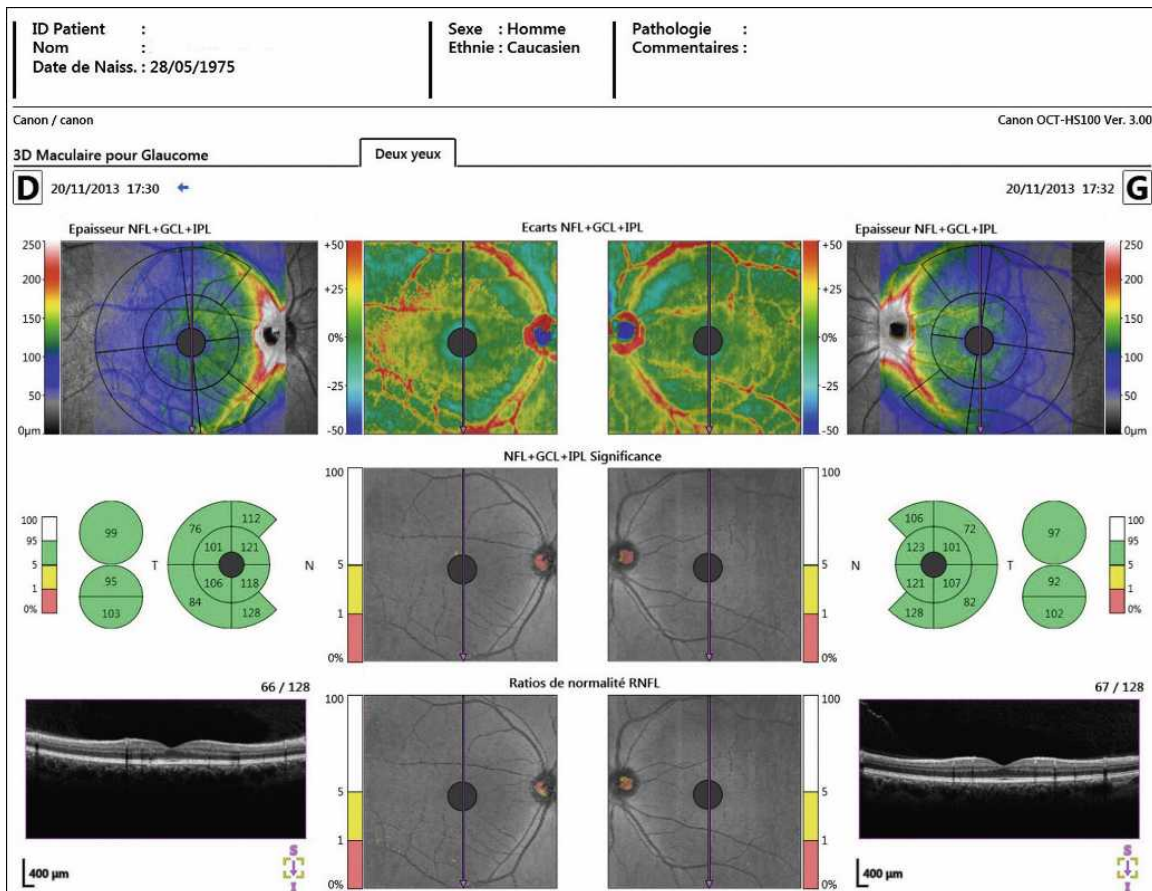 ID Patient :
Nom :
Date de Naiss. : 28/05/1975
Sexe : Homme
Ethnie : Caucasien
Pathologie :
Commentaires :
Canon / canon
Canon OCT-HS100 Ver. 3.00
3D Maculaire pour Glaucome
Deux yeux
D 20/11/2013 17:30
20/11/2013 17:32 G
Epaisseur NFL+GCL+IPL
Ecarts NFL+GCL+IPL
Epaisseur NFL+GCL+IPL
250 +50 +50 250
200 +25 +25 200
150
0% 0%
150
100 -25 -25 100
50 50
0µm -50 -50 0µm
NFL+GCL+IPL Significance
100 100
5 5
1 1
0% 0%
100
95
5
1
0%
99
95
103
T
76 112
101 121
106 118
84 128
N
N
106 72
123 101
121 107
128 82
T
97
92
102
100
95
5
1
0%
66 / 128
Ratios de normalité RNFL
67 / 128
100 100
5 5
1 1
0% 0%
400 µm
S
I
400 µm
S
I